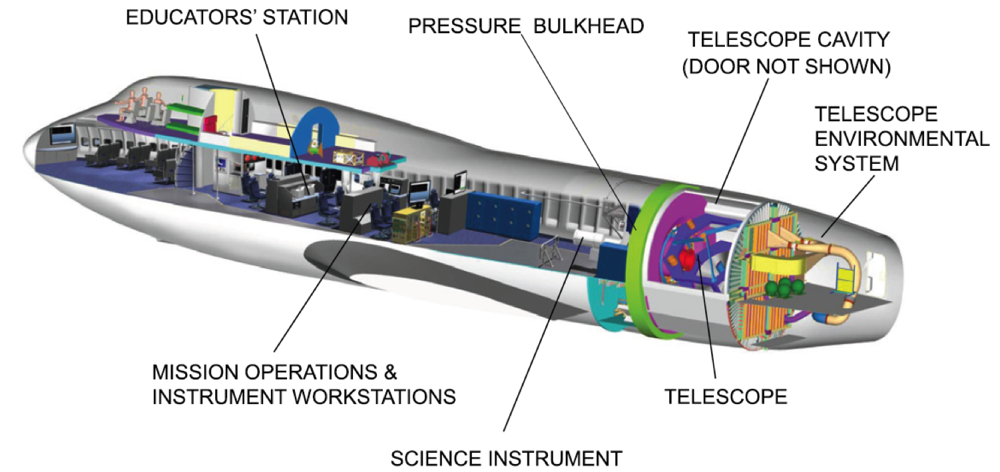 EDUCATORS’ STATION
PRESSURE BULKHEAD
TELESCOPE CAVITY
(DOOR NOT SHOWN)
TELESCOPE
ENVIRONMENTAL
SYSTEM
MISSION OPERATIONS &
INSTRUMENT WORKSTATIONS
TELESCOPE
SCIENCE INSTRUMENT